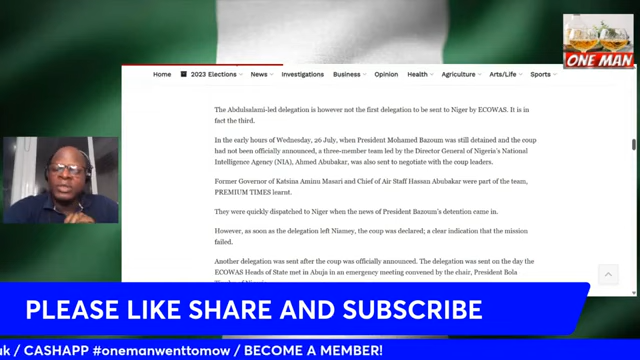 ONE MAN
Home 2023 Elections News Investigations Business Opinion Health Agriculture Arts/Life Sports
The Abdulsalami-led delegation is however not the first delegation to be sent to Niger by ECOWAS. It is in
fact the third.
In the early hours of Wednesday, 26 July, when President Mohamed Bazoum was still detained and the coup
had not been officially announced, a three-member team led by the Director General of Nigeria's National
Intelligence Agency (NIA), Ahmed Abubakar, was also sent to negotiate with the coup leaders.
Former Governor of Katsina Aminu Masari and Chief of Air Staff Hassan Abubakar were part of the team,
PREMIUM TIMES learnt.
They were quickly dispatched to Niger when the news of President Bazoum's detention came in.
However, as soon as the delegation left Niamey, the coup was declared; a clear indication that the mission
failed.
Another delegation was sent after the coup was officially announced. The delegation was sent on the day the
ECOWAS Heads of State met in Abuja in an emergency meeting convened by the chair, President Bola
PLEASE LIKE SHARE AND SUBSCRIBE
uk / CASHAPP #onemanwenttomow / BECOME A MEMBER!